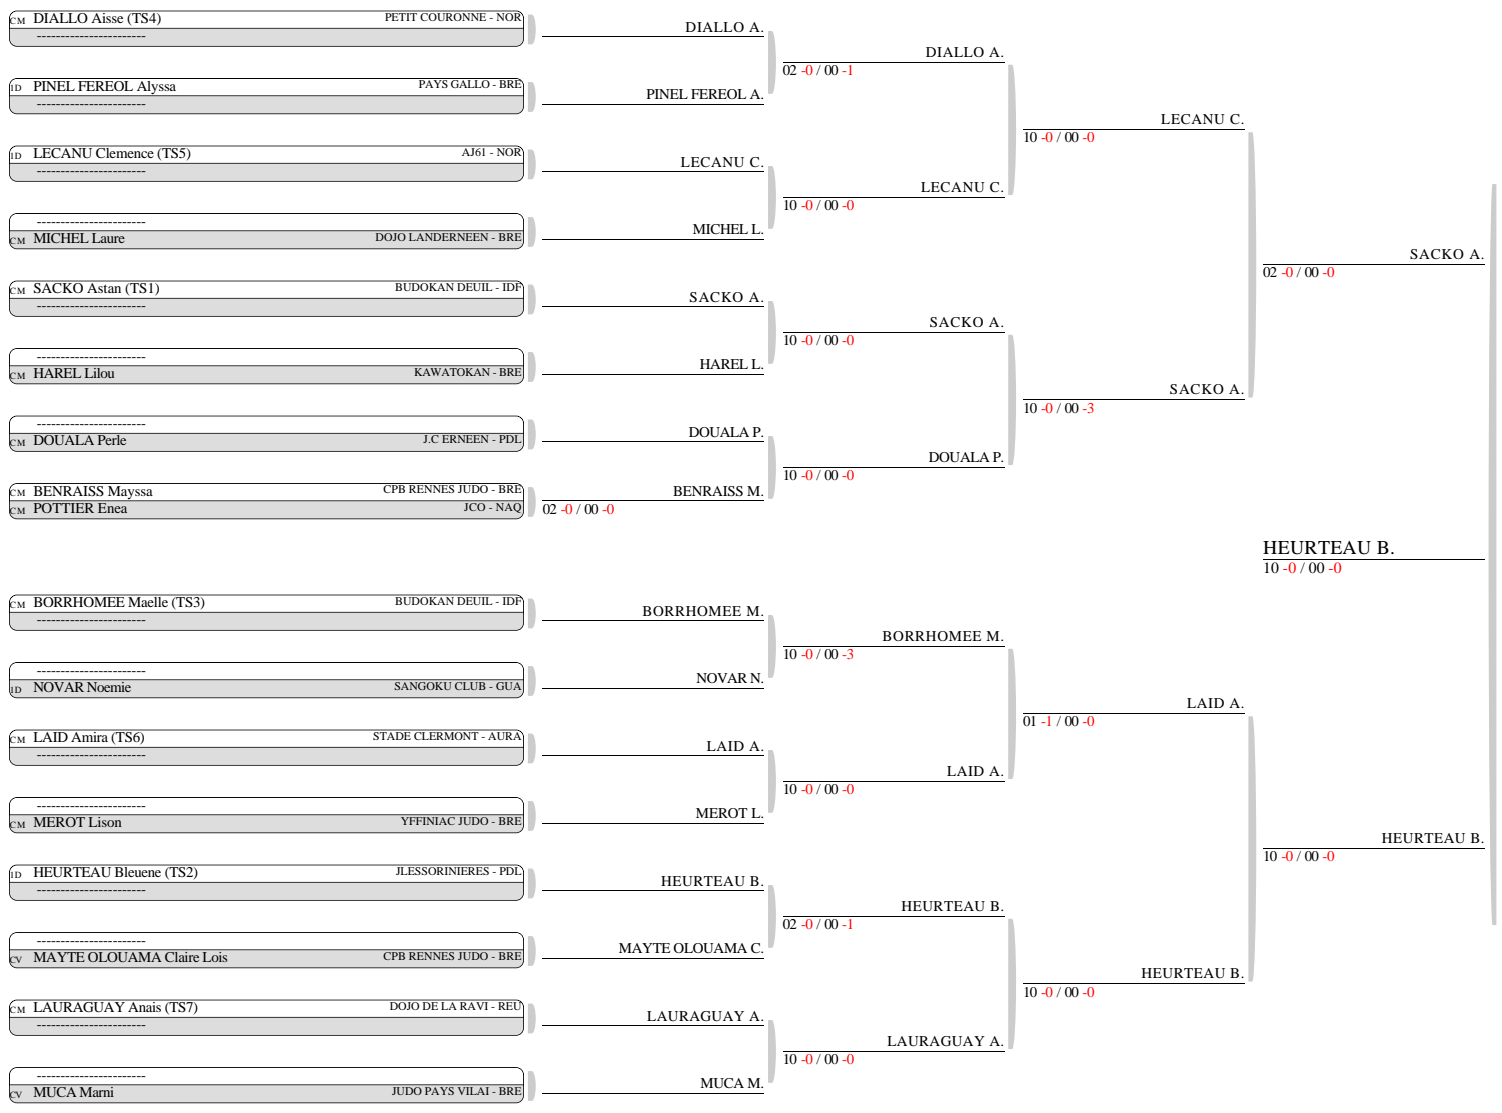 CM DIALLO Aisse (TS4) PETIT COURONNE - NOR
-----------------------
1D PINEL FEREOL Alyssa PAYS GALLO - BRE
-----------------------
1D LECANU Clemence (TS5) AJ61 - NOR
-----------------------
-----------------------
CM MICHEL Laure DOJO LANDERNEEN - BRE
CM SACKO Astan (TS1) BUDOKAN DEUIL - IDF
-----------------------
-----------------------
CM HAREL Lilou KAWATOKAN - BRE
-----------------------
CM DOUALA Perle J.C ERNEEN - PDL
CM BENRAISS Mayssa CPB RENNES JUDO - BRE
CM POTTIER Enea JCO - NAQ
CM BORRHOMEE Maelle (TS3) BUDOKAN DEUIL - IDF
-----------------------
-----------------------
1D NOVAR Noemie SANGOKU CLUB - GUA
CM LAID Amira (TS6) STADE CLERMONT - AURA
-----------------------
-----------------------
CM MEROT Lison YFFINIAC JUDO - BRE
1D HEURTEAU Bleuene (TS2) JLESSORINIERES - PDL
-----------------------
-----------------------
CV MAYTE OLOUAMA Claire Lois CPB RENNES JUDO - BRE
CM LAURAGUAY Anais (TS7) DOJO DE LA RAVI - REU
-----------------------
-----------------------
CV MUCA Marni JUDO PAYS VILAI - BRE
DIALLO A.
PINEL FEREOL A.
LECANU C.
MICHEL L.
SACKO A.
HAREL L.
DOUALA P.
BENRAISS M.
02 -0 / 00 -0
BORRHOMEE M.
NOVAR N.
LAID A.
MEROT L.
HEURTEAU B.
MAYTE OLOUAMA C.
LAURAGUAY A.
MUCA M.
DIALLO A.
02 -0 / 00 -1
LECANU C.
10 -0 / 00 -0
SACKO A.
10 -0 / 00 -0
DOUALA P.
10 -0 / 00 -0
BORRHOMEE M.
10 -0 / 00 -3
LAID A.
10 -0 / 00 -0
HEURTEAU B.
02 -0 / 00 -1
LAURAGUAY A.
10 -0 / 00 -0
LECANU C.
10 -0 / 00 -0
SACKO A.
10 -0 / 00 -3
LAID A.
01 -1 / 00 -0
HEURTEAU B.
10 -0 / 00 -0
SACKO A.
02 -0 / 00 -0
HEURTEAU B.
10 -0 / 00 -0
HEURTEAU B.
10 -0 / 00 -0